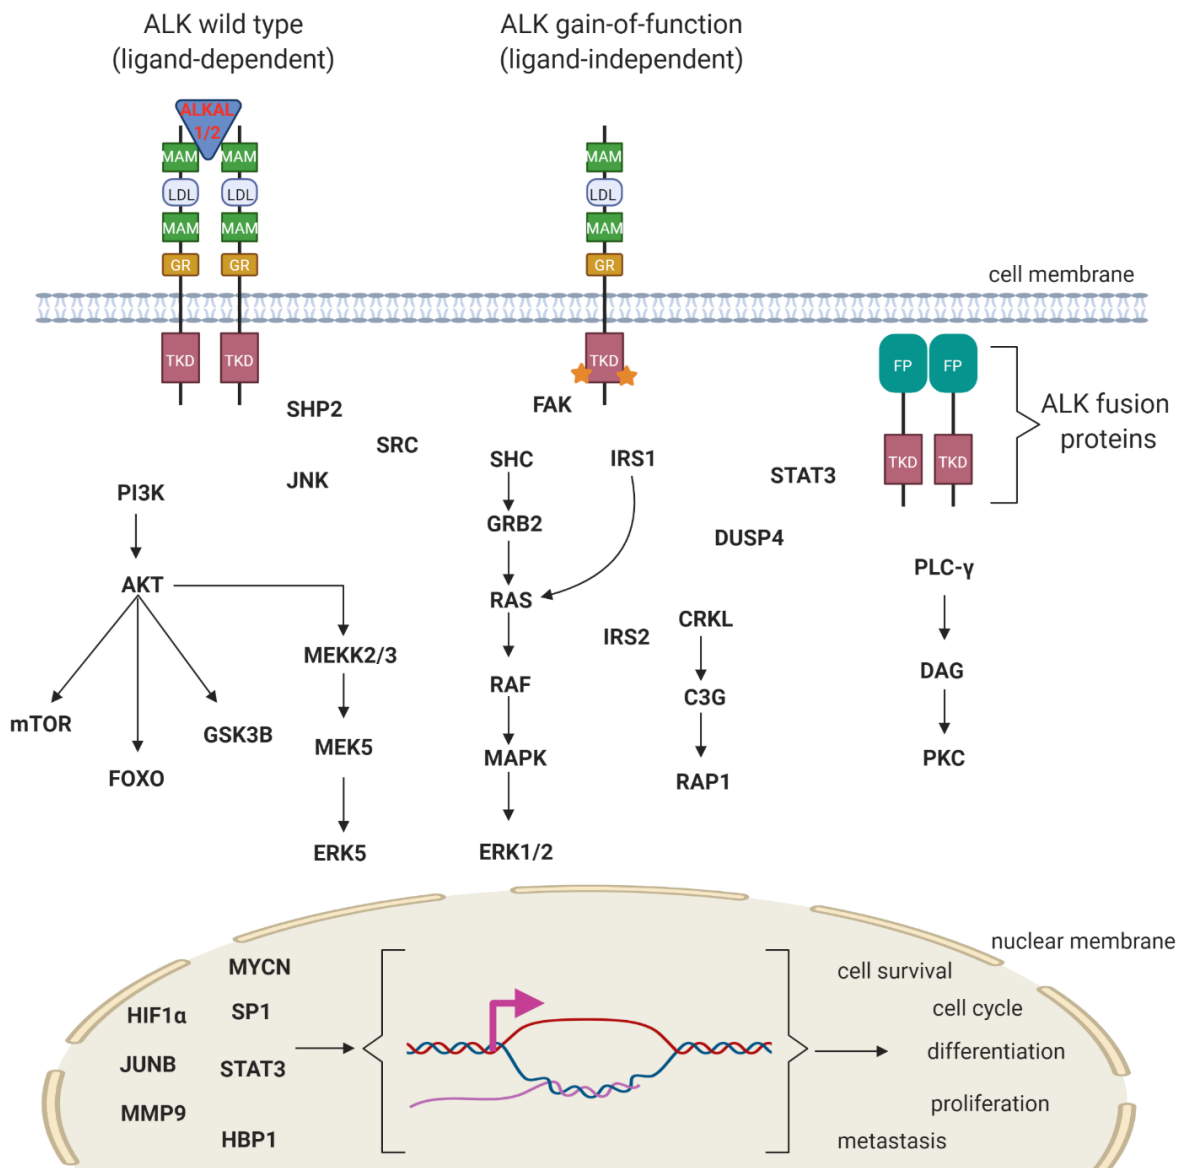 ALK wild type
(ligand-dependent)
ALK gain-of-function
(ligand-independent)
ALKAL
1/2
MAM
MAM
MAM
LDL
LDL
LDL
MAM
MAM
MAM
GR
GR
GR
cell membrane
TKD
TKD
TKD
FP
FP
ALK fusion
proteins
TKD
TKD
SHP2
FAK
SRC
SHC
IRS1
STAT3
JNK
PI3K
GRB2
DUSP4
PLC-γ
AKT
RAS
CRKL
IRS2
MEKK2/3
DAG
RAF
C3G
mTOR
GSK3B
MEK5
MAPK
PKC
FOXO
RAP1
ERK5
ERK1/2
nuclear membrane
MYCN
cell survival
HIF1α
SP1
cell cycle
JUNB
STAT3
differentiation
MMP9
proliferation
HBP1
metastasis